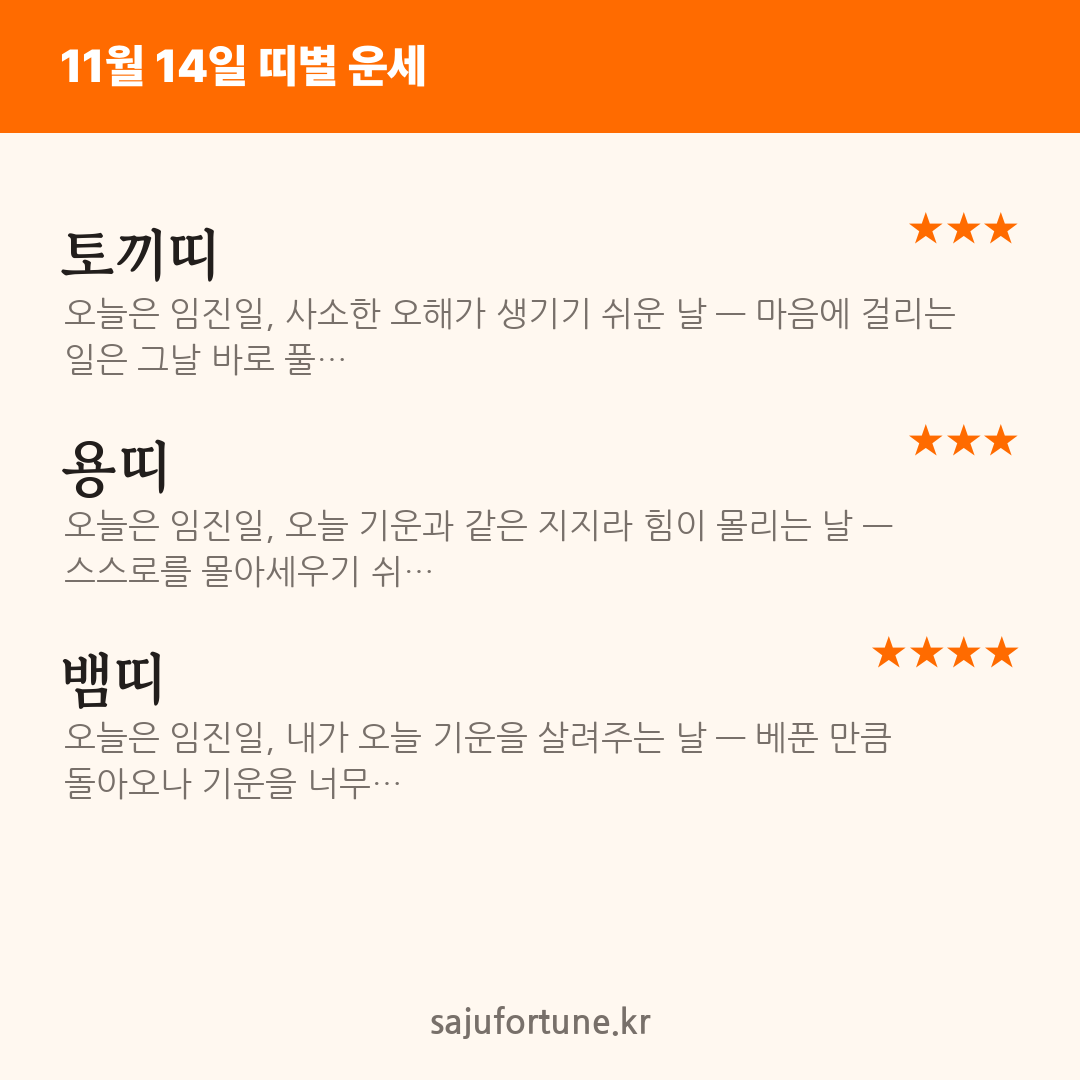 11월 14일 띠별 운세
토끼띠 ★★★
오늘은 임진일, 사소한 오해가 생기기 쉬운 날 — 마음에 걸리는
일은 그날 바로 풀…
용띠 ★★★
오늘은 임진일, 오늘 기운과 같은 지지라 힘이 몰리는 날 —
스스로를 몰아세우기 쉬…
뱀띠 ★★★★
오늘은 임진일, 내가 오늘 기운을 살려주는 날 — 베푼 만큼
돌아오나 기운을 너무…
sajufortune.kr